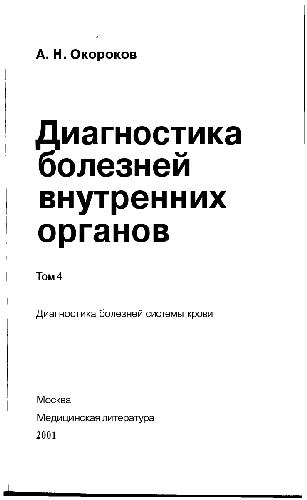 А. Н. Окороков
Диагностика
болезней
внутренних
органов
Том 4
Диагностика болезней системы крови
Москва
Медицинская литература
2001